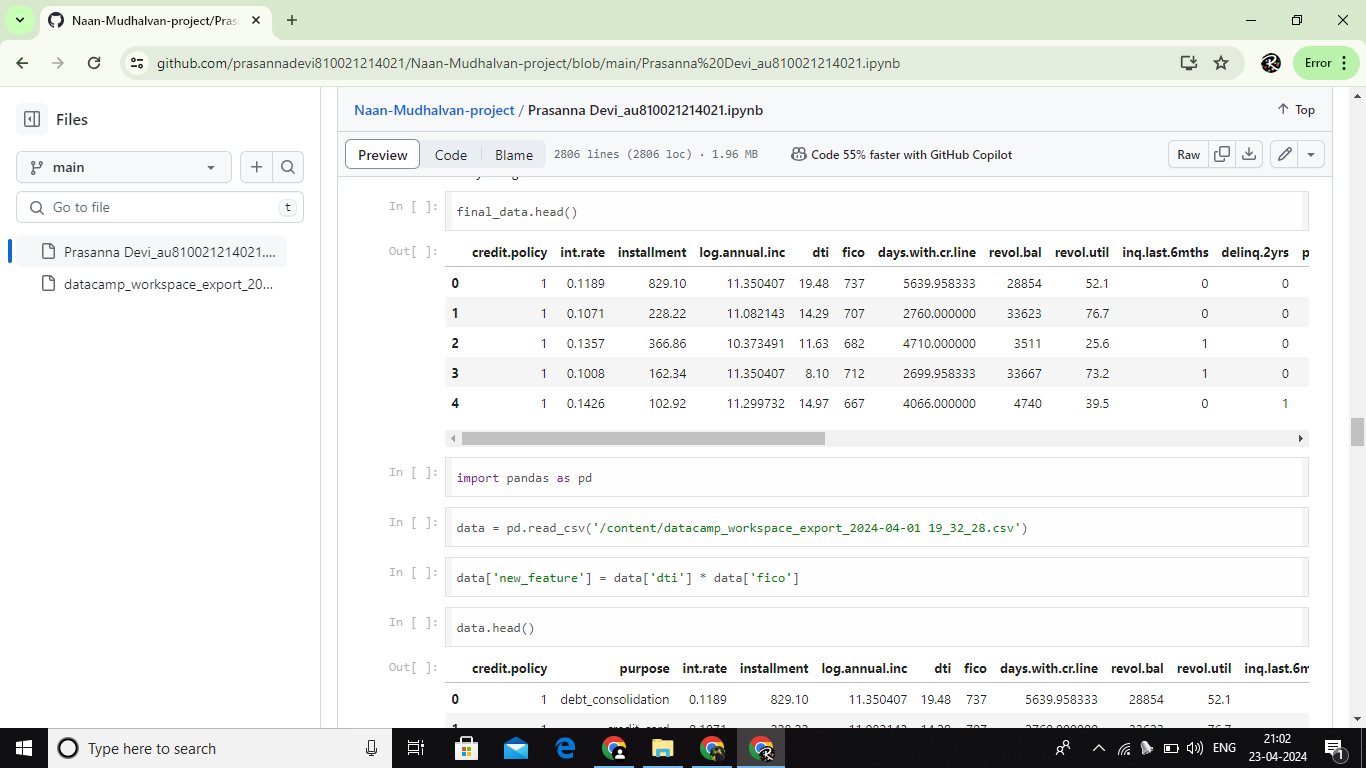 Naan-Mudhalvan-project/Pras
github.com/prasannadevi810021214021/Naan-Mudhalvan-project/blob/main/Prasanna%20Devi_au810021214021.ipynb
Error
Files
main
Go to file
t
Prasanna Devi_au810021214021....
datacamp_workspace_export_20...
Naan-Mudhalvan-project / Prasanna Devi_au810021214021.ipynb
Top
Preview Code Blame 2806 lines (2806 loc) · 1.96 MB Code 55% faster with GitHub Copilot Raw
In [ ]: final_data.head()
Out[ ]: credit.policy int.rate installment log.annual.inc dti fico days.with.cr.line revol.bal revol.util inq.last.6mths delinq.2yrs p
0 1 0.1189 829.10 11.350407 19.48 737 5639.958333 28854 52.1 0 0
1 1 0.1071 228.22 11.082143 14.29 707 2760.000000 33623 76.7 0 0
2 1 0.1357 366.86 10.373491 11.63 682 4710.000000 3511 25.6 1 0
3 1 0.1008 162.34 11.350407 8.10 712 2699.958333 33667 73.2 1 0
4 1 0.1426 102.92 11.299732 14.97 667 4066.000000 4740 39.5 0 1
In [ ]: import pandas as pd
In [ ]: data = pd.read_csv('/content/datacamp_workspace_export_2024-04-01 19_32_28.csv')
In [ ]: data['new_feature'] = data['dti'] * data['fico']
In [ ]: data.head()
Out[ ]: credit.policy purpose int.rate installment log.annual.inc dti fico days.with.cr.line revol.bal revol.util inq.last.6m
0 1 debt_consolidation 0.1189 829.10 11.350407 19.48 737 5639.958333 28854 52.1
Type here to search
ENG
21:02
23-04-2024
1